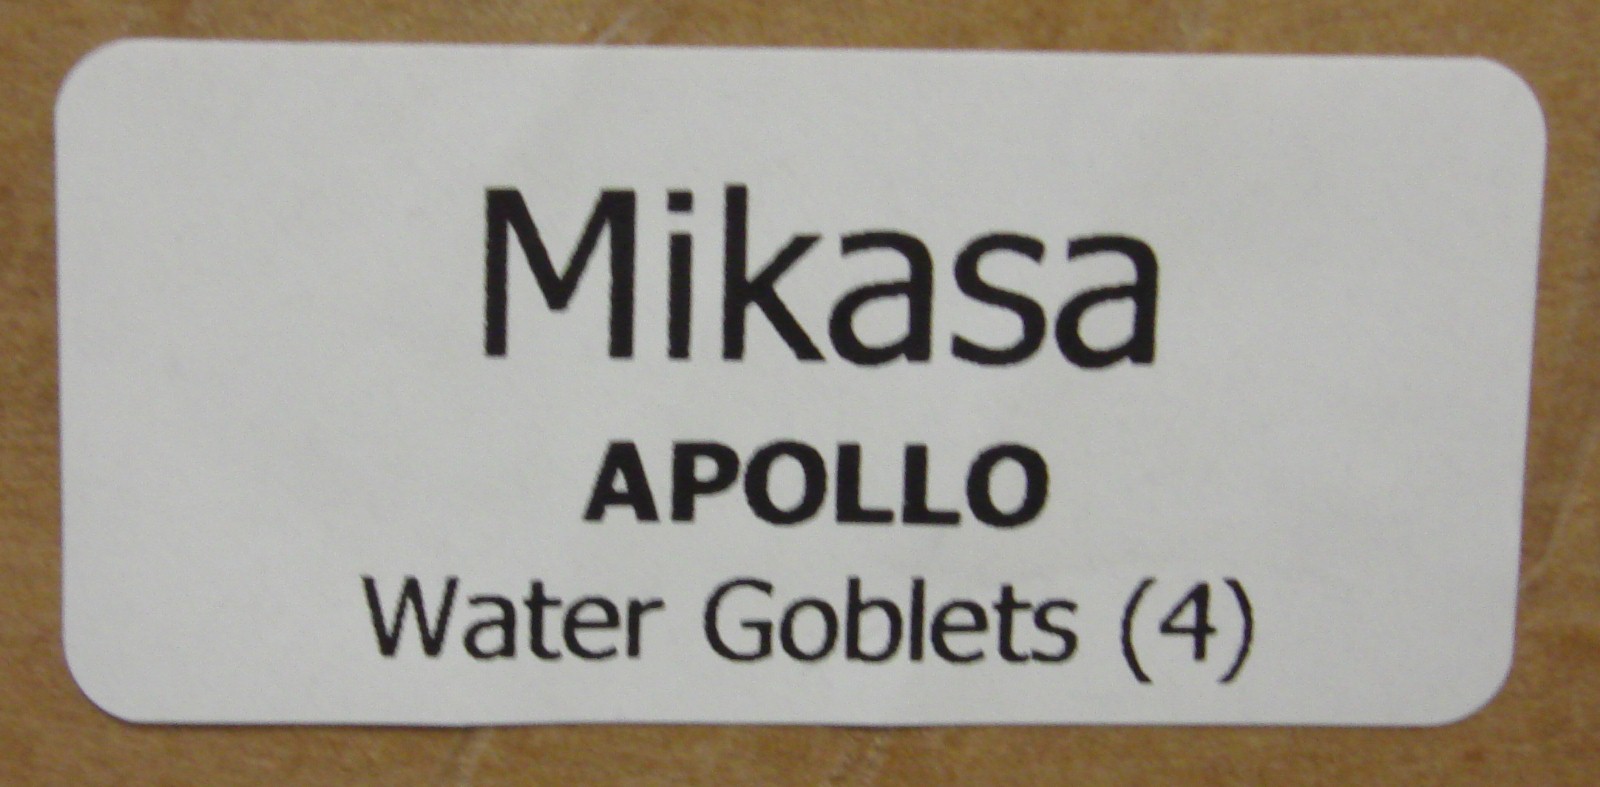 Mikasa
APOLLO
Water Goblets (4)